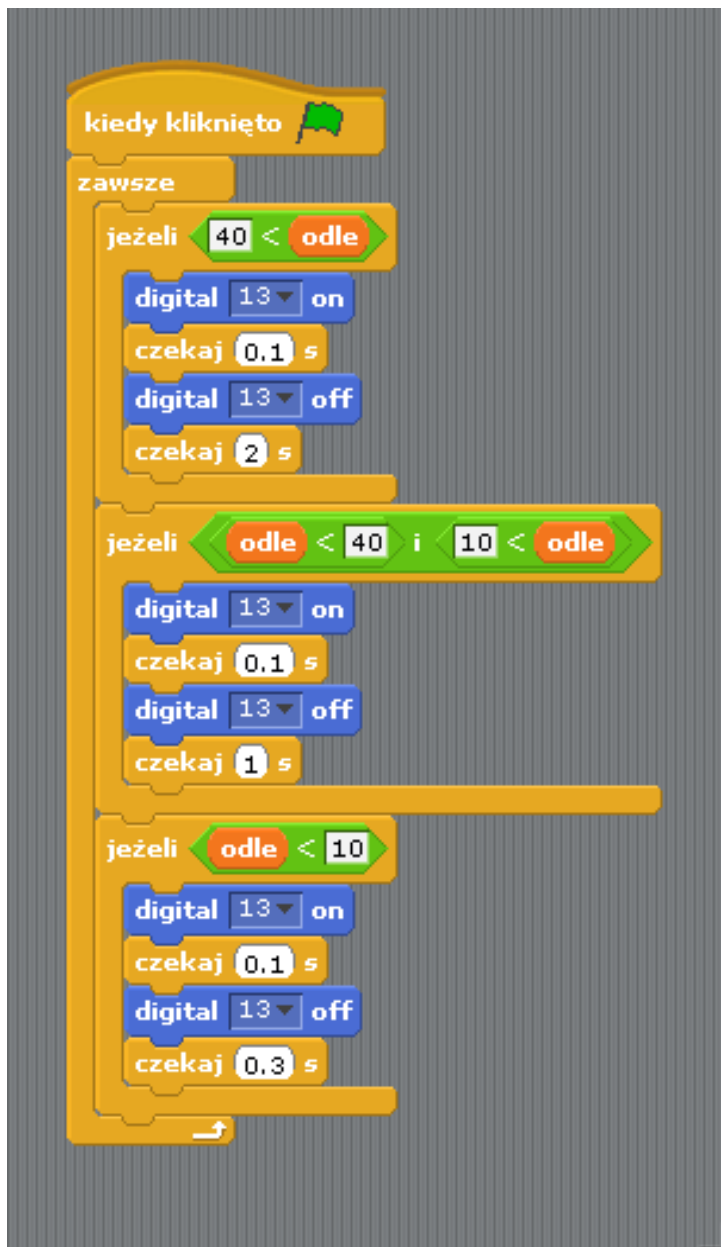 kiedy kliknięto
zawsze
jeżeli 40 < odle
digital 13 on
czekaj 0.1 s
digital 13 off
czekaj 2 s
jeżeli odle < 40 i 10 < odle
digital 13 on
czekaj 0.1 s
digital 13 off
czekaj 1 s
jeżeli odle < 10
digital 13 on
czekaj 0.1 s
digital 13 off
czekaj 0.3 s